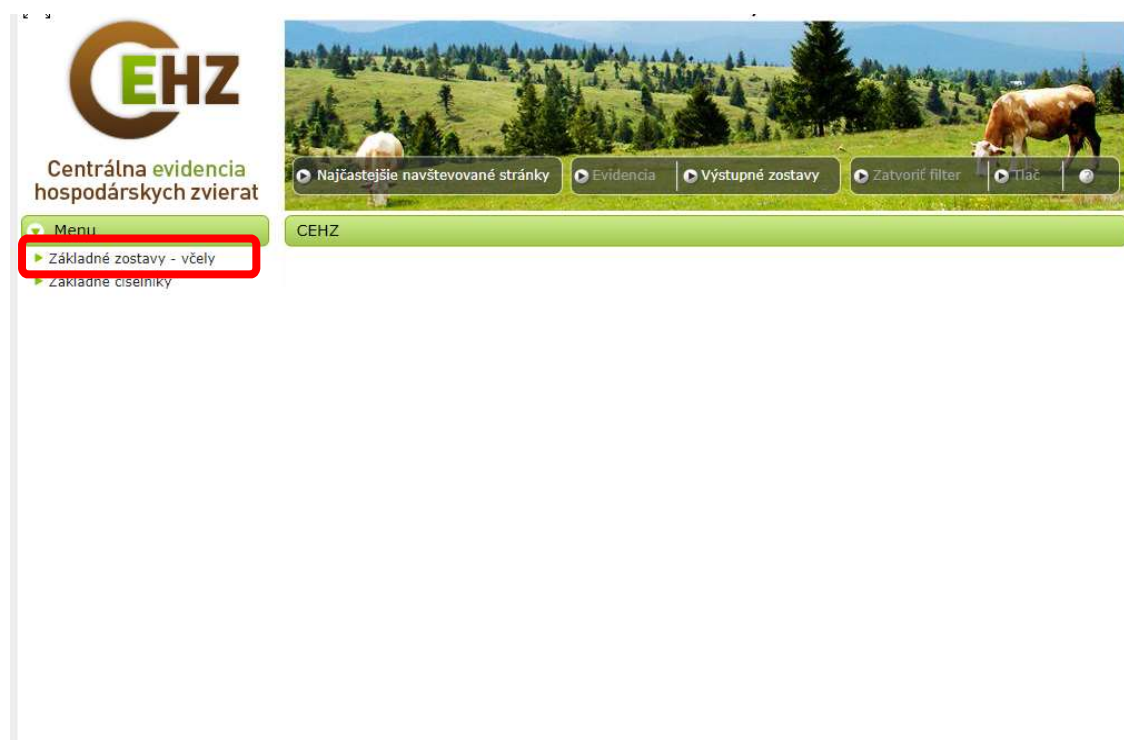 CEHZ
Centrálna evidencia
hospodárskych zvierat
Najčastejšie navštevované stránky
Evidencia
Výstupné zostavy
Zatvoriť filter
Tlač
?
Menu
CEHZ
Základné zostavy - včely
Základné číselníky